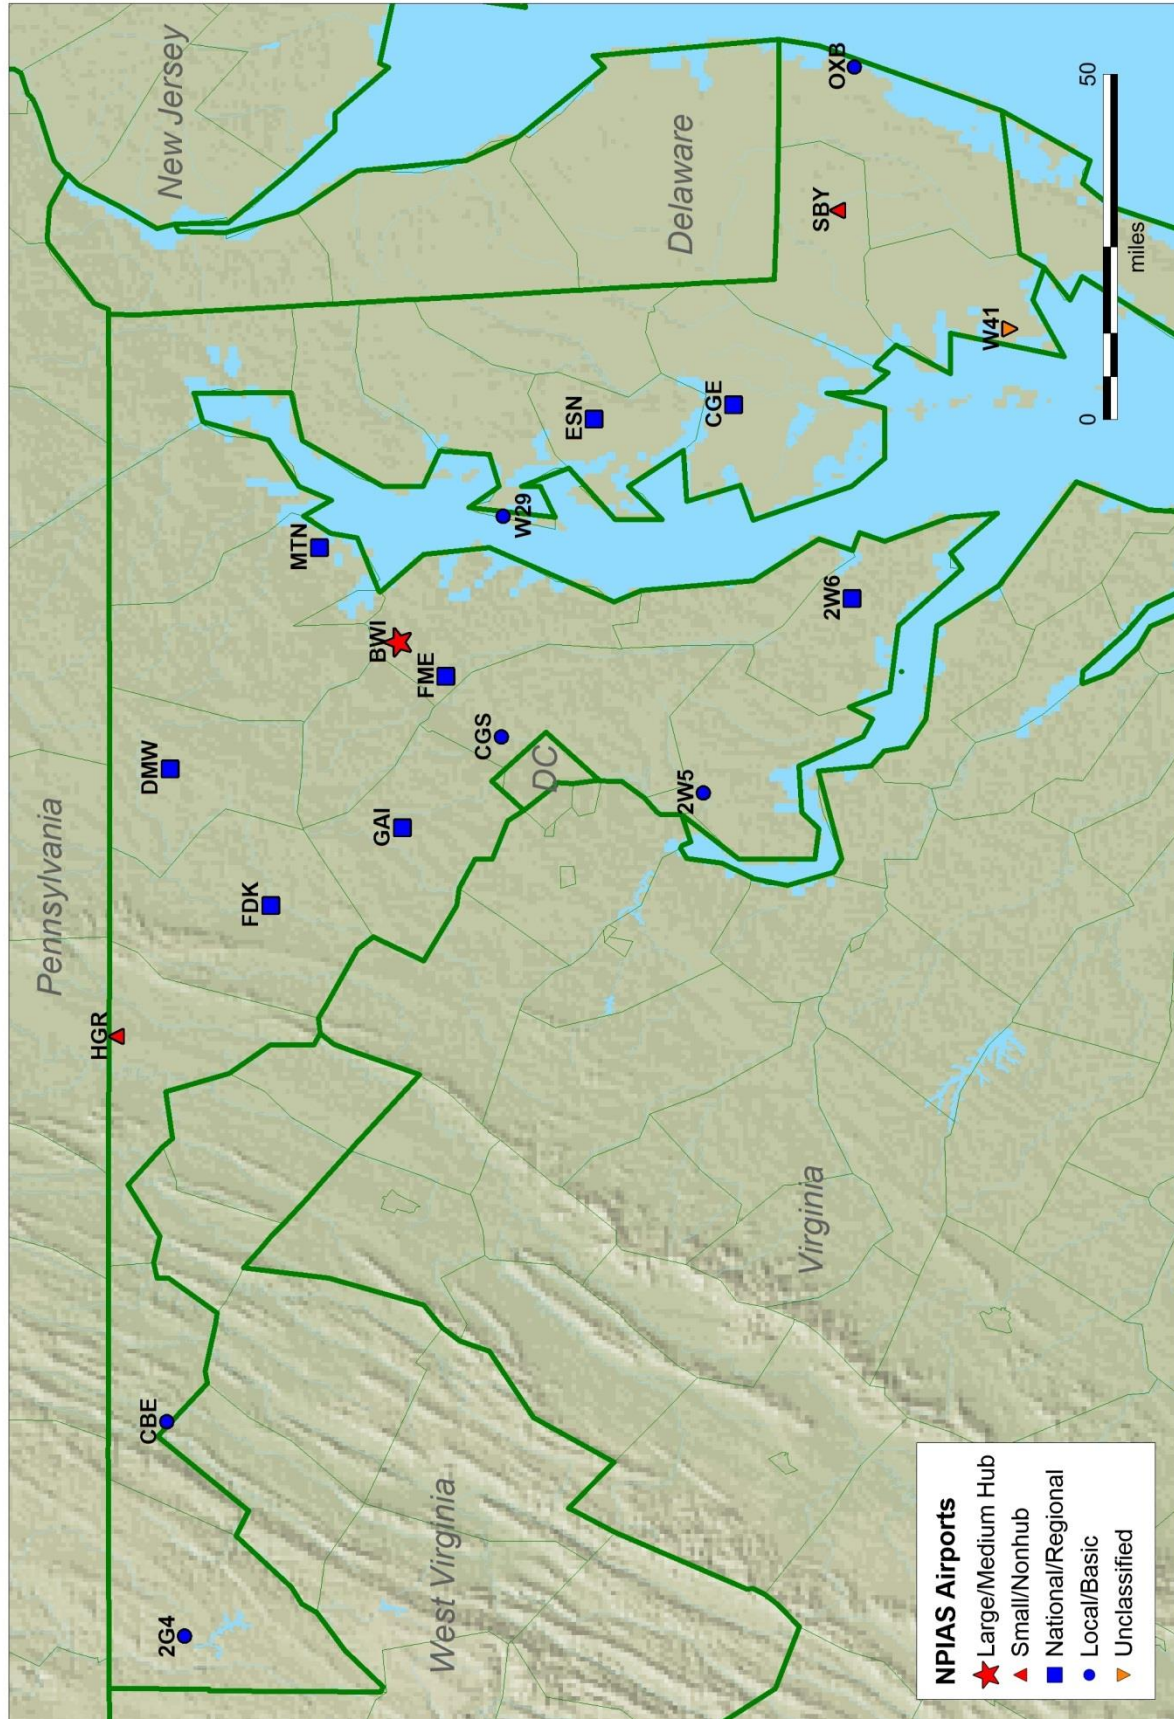 Pennsylvania
New Jersey
HGR
DMW
CBE
2G4
FDK
MTN
BWI
GAI
FME
CGS
W29
DC
ESN
Delaware
West Virginia
2W5
CGE
2W6
SBY
OXB
Virginia
W41
NPIAS Airports
Large/Medium Hub
Small/Nonhub
National/Regional
Local/Basic
Unclassified
0 50
miles